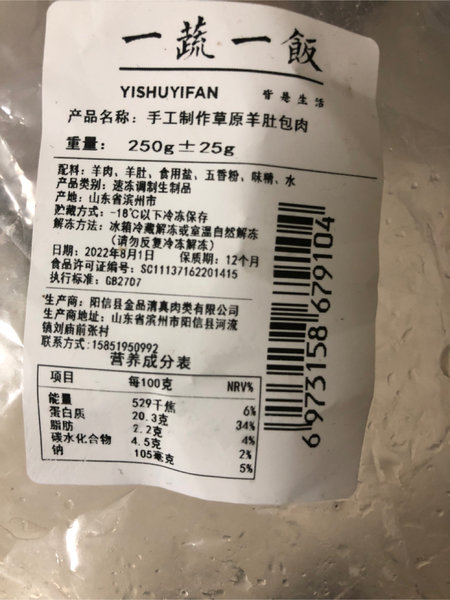 一蔬一飯
YISHUYIFAN 皆是生活
产品名称：手工制作草原羊肚包肉
重量：250g±25g
配料：羊肉、羊肚、食用盐、五香粉、味精、水
产品类别：速冻调制生制品
产地：山东省滨州市
贮藏方式：-18℃以下冷冻保存
解冻方法：冰箱冷藏解冻或室温自然解冻
（请勿反复冷冻解冻）
日期：2022年8月1日 保质期：12个月
食品许可证编号：SC11137162201415
执行标准：GB2707
生产商：阳信县金品清真肉类有限公司
生产商地址：山东省滨州市阳信县河流
镇刘庙前张村
联系方式:15851950992
营养成分表
项目 每100克 NRV%
能量 529千焦 6%
蛋白质 20.3克 34%
脂肪 2.2克 4%
碳水化合物 4.5克 2%
钠 105毫克 5%
6973158679104